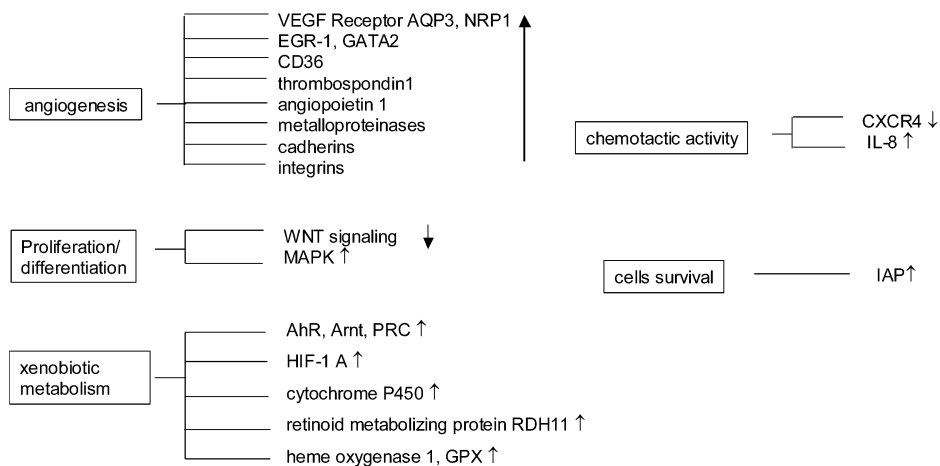 angiogenesis
VEGF Receptor AQP3, NRP1
EGR-1, GATA2
CD36
thrombospondin1
angiopoietin 1
metalloproteinases
cadherins
integrins
chemotactic activity
CXCR4 ↓
IL-8 ↑
Proliferation/
differentiation
WNT signaling ↓
MAPK ↑
cells survival
IAP↑
xenobiotic
metabolism
AhR, Arnt, PRC ↑
HIF-1 A ↑
cytochrome P450 ↑
retinoid metabolizing protein RDH11 ↑
heme oxygenase 1, GPX ↑